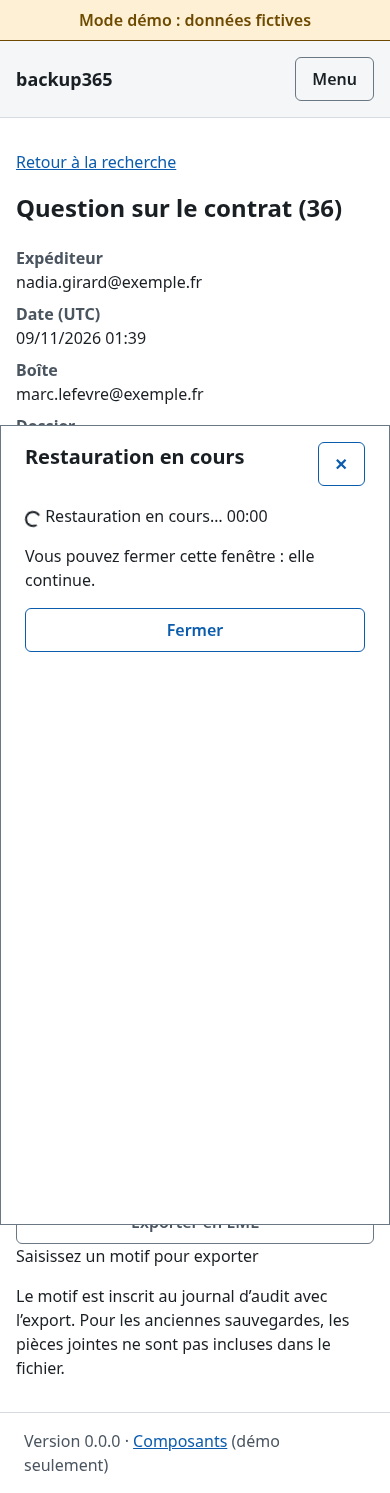 Mode démo : données fictives
backup365
Menu
Retour à la recherche
Question sur le contrat (36)
Expéditeur
nadia.girard@exemple.fr
Date (UTC)
09/11/2026 01:39
Boîte
marc.lefevre@exemple.fr
Dossier
Restauration en cours
×
Restauration en cours… 00:00
Vous pouvez fermer cette fenêtre : elle
continue.
Fermer
Exporter en EML
Saisissez un motif pour exporter
Le motif est inscrit au journal d’audit avec
l’export. Pour les anciennes sauvegardes, les
pièces jointes ne sont pas incluses dans le
fichier.
Version 0.0.0 · Composants (démo
seulement)